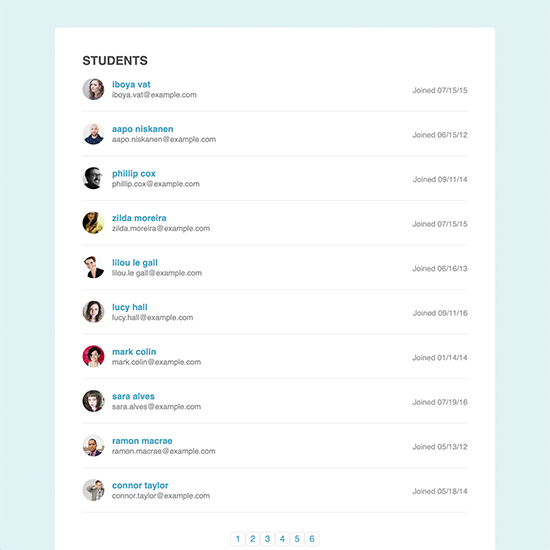 STUDENTS
iboya vat
iboya.vat@example.com
Joined 07/15/15
aapo niskanen
aapo.niskanen@example.com
Joined 06/15/12
phillip cox
phillip.cox@example.com
Joined 09/11/14
zilda moreira
zilda.moreira@example.com
Joined 07/15/15
lilou le gall
lilou.le gall@example.com
Joined 06/16/13
lucy hall
lucy.hall@example.com
Joined 09/11/16
mark colin
mark.colin@example.com
Joined 01/14/14
sara alves
sara.alves@example.com
Joined 07/19/16
ramon macrae
ramon.macrae@example.com
Joined 05/13/12
connor taylor
connor.taylor@example.com
Joined 05/18/14
1 2 3 4 5 6